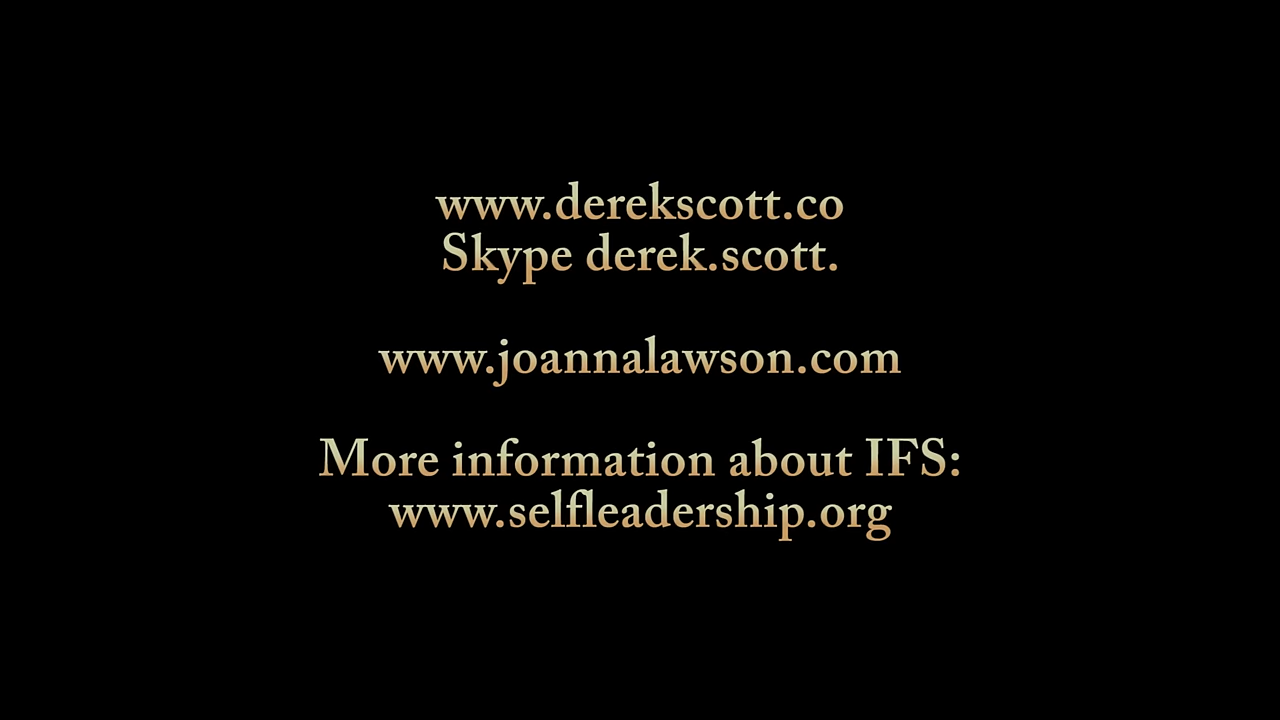 www.derekscott.co
Skype derek.scott.
www.joannalawson.com
More information about IFS:
www.selfleadership.org